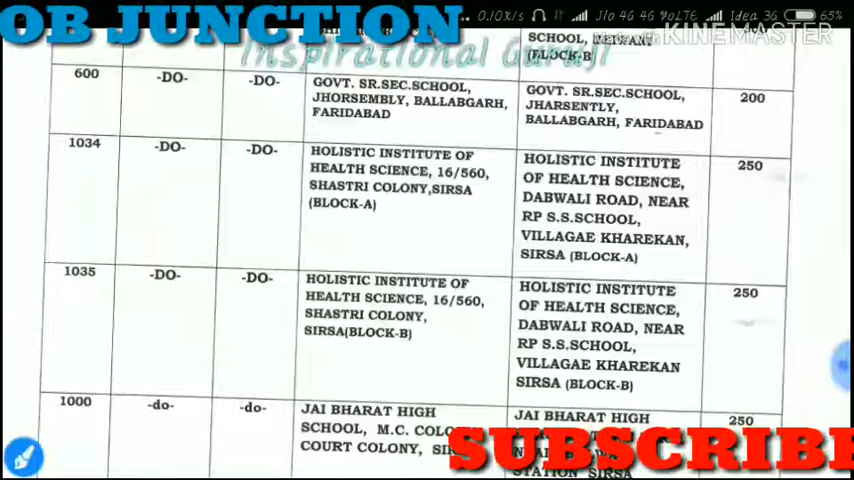 OB JUNCTION
0.10%/s Jio 4G 4G VoLTE Idea 3G 65%
KINEMASTER
Inspirational Guruji
SCHOOL,
(BLOCK-B
600 -DO- -DO- GOVT. SR.SEC.SCHOOL, JHORSEMBLY, BALLABGARH, FARIDABAD GOVT. SR.SEC.SCHOOL, JHARSENTLY, BALLABGARH, FARIDABAD 200
1034 -DO- -DO- HOLISTIC INSTITUTE OF HEALTH SCIENCE, 16/560, SHASTRI COLONY,SIRSA (BLOCK-A) HOLISTIC INSTITUTE OF HEALTH SCIENCE, DABWALI ROAD, NEAR RP S.S.SCHOOL, VILLAGAE KHAREKAN, SIRSA (BLOCK-A) 250
1035 -DO- -DO- HOLISTIC INSTITUTE OF HEALTH SCIENCE, 16/560, SHASTRI COLONY, SIRSA(BLOCK-B) HOLISTIC INSTITUTE OF HEALTH SCIENCE, DABWALI ROAD, NEAR RP S.S.SCHOOL, VILLAGAE KHAREKAN SIRSA (BLOCK-B) 250
1000 -do- -do- JAI BHARAT HIGH SCHOOL, M.C. COLO COURT COLONY, SI JAI BHARAT HIGH STATION SIRSA 250
SUBSCRIBE